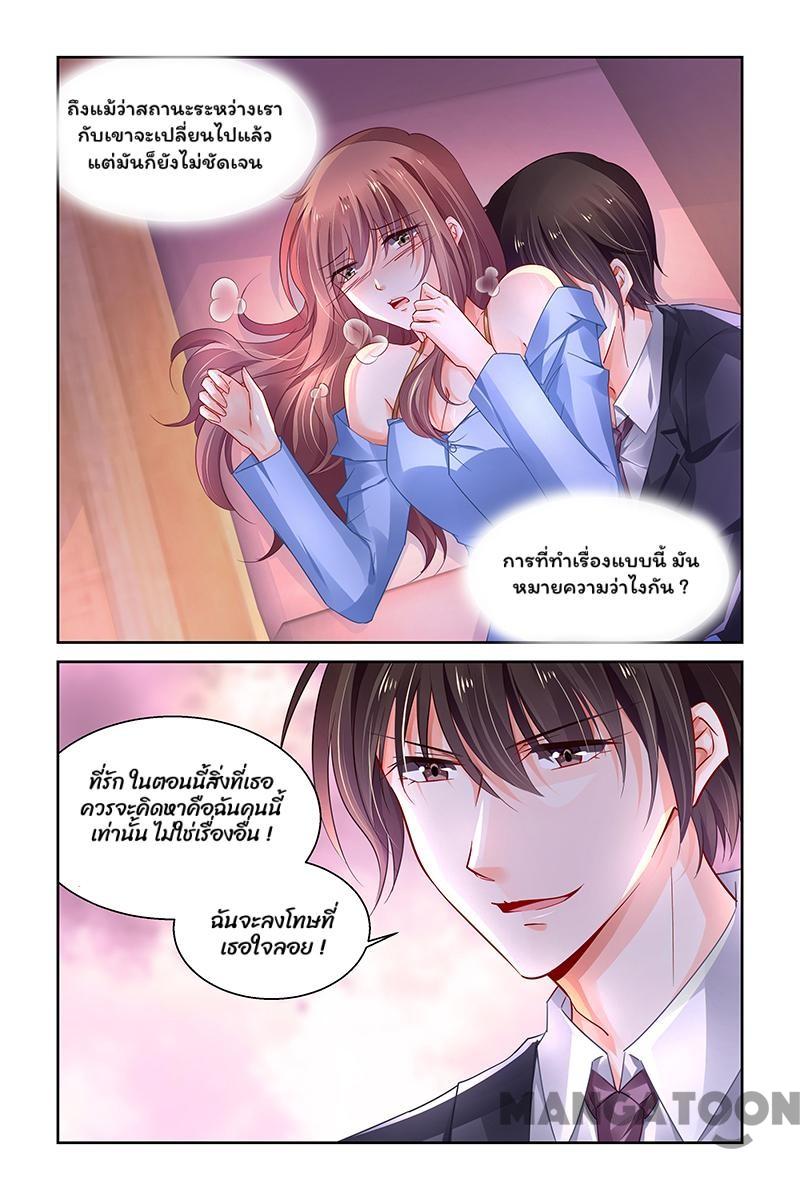 ถึงแม้ว่าสถานะระหว่างเรา
กับเขาจะเปลี่ยนไปแล้ว
แต่มันก็ยังไม่ชัดเจน
การที่ทำเรื่องแบบนี้ มัน
หมายความว่าไงกัน ?
ที่รัก ในตอนนี้สิ่งที่เธอ
ควรจะคิดหาคือฉันคนนี้
เท่านั้น ไม่ใช่เรื่องอื่น !
ฉันจะลงโทษที่
เธอใจลอย !
MANGATOON